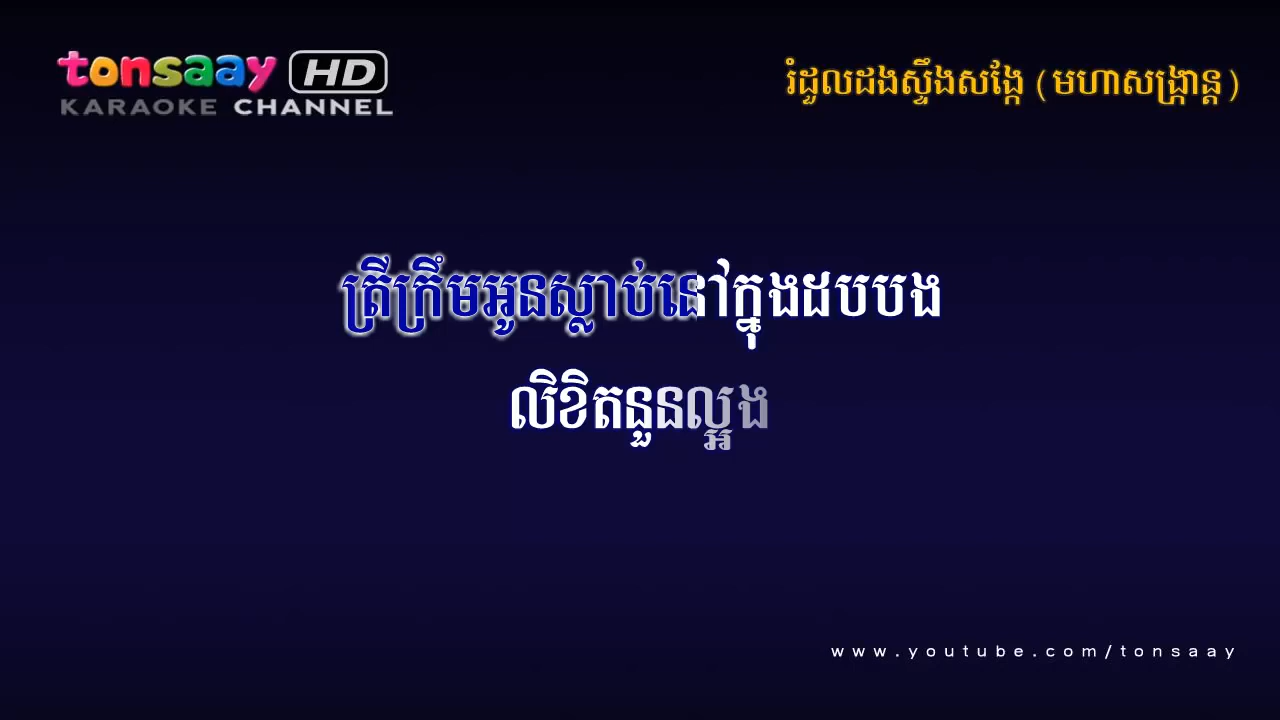 tonsaay HD
KARAOKE CHANNEL
រំដួលដងស្ទឹងសង្កែ (មហាសង្ក្រាន្ត)
ត្រីក្រឹមអូនស្លាប់នៅក្នុងដបបង
លិខិតនួនល្អង
www.youtube.com/tonsaay